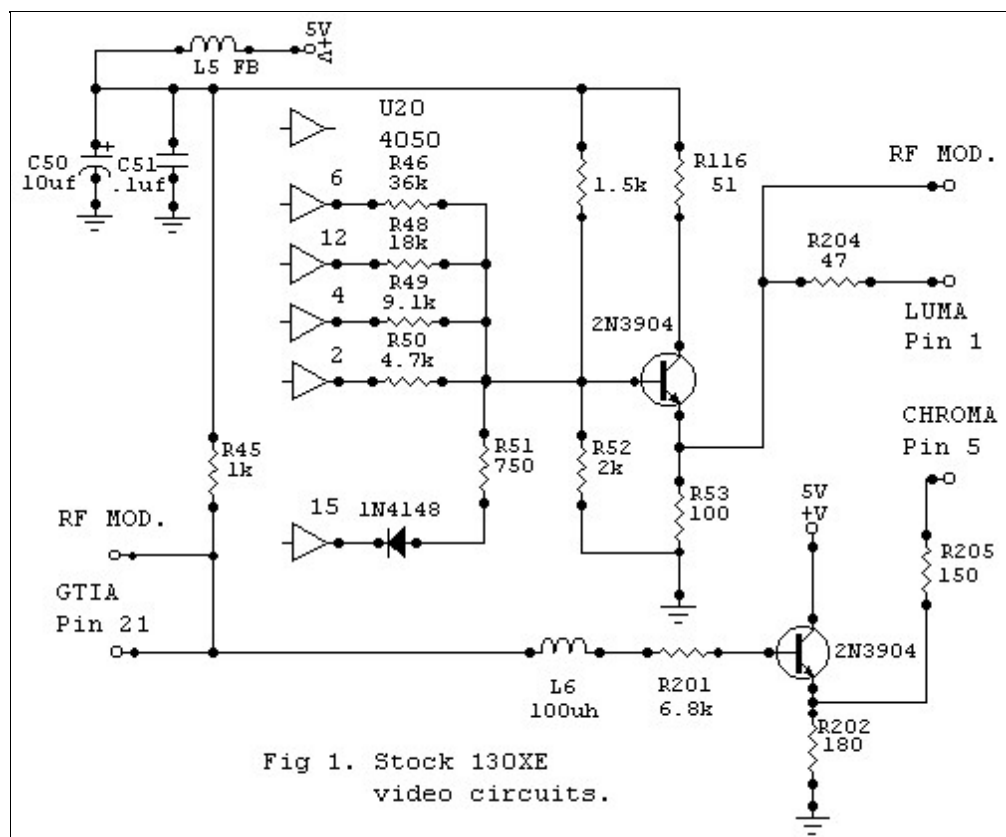 5V
+V
L5 FB
U20
4050
C50
10uf
+
C51
.1uf
6
R46
36k
12
R48
18k
4
R49
9.1k
2
R50
4.7k
1.5k
R116
51
RF MOD.
R204
47
LUMA
Pin 1
2N3904
CHROMA
Pin 5
R45
1k
R51
750
R52
2k
R53
100
15
1N4148
5V
+V
RF MOD.
GTIA
Pin 21
R205
150
2N3904
L6
100uh
R201
6.8k
R202
180
Fig 1. Stock 130XE
video circuits.